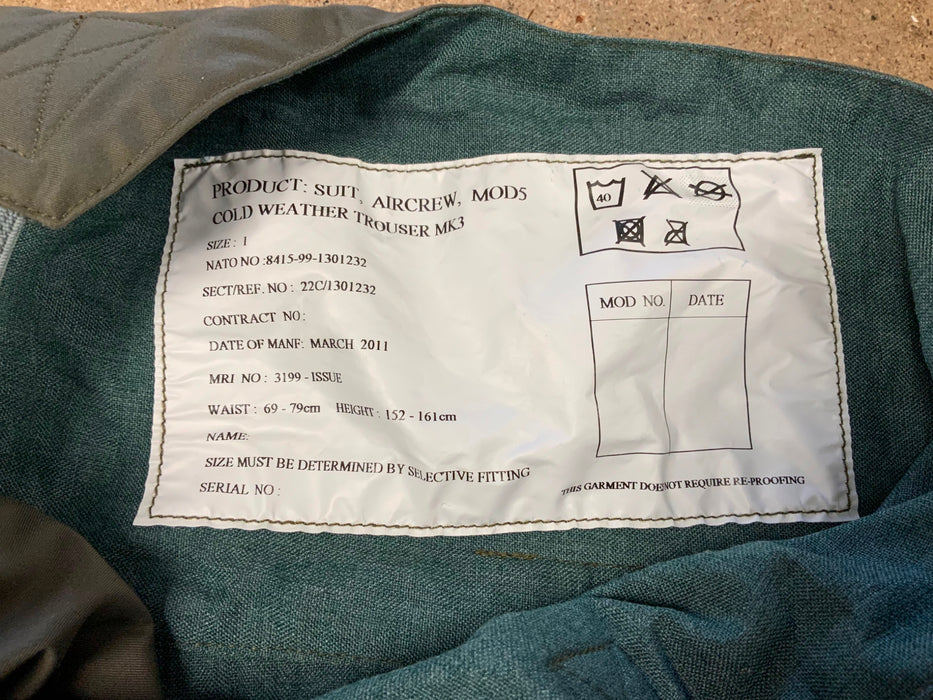 PRODUCT: SUIT, AIRCREW, MOD5
COLD WEATHER TROUSER MK3
SIZE: 1
NATO NO :8415-99-1301232
SECT/REF. NO : 22C/1301232
CONTRACT NO:
DATE OF MANF: MARCH 2011
MRI NO : 3199 - ISSUE
WAIST : 69 - 79cm HEIGHT : 152 - 161cm
NAME:
SIZE MUST BE DETERMINED BY SELECTIVE FITTING
SERIAL NO :
40
MOD NO. DATE
THIS GARMENT DOE NOT REQUIRE RE-PROOFING